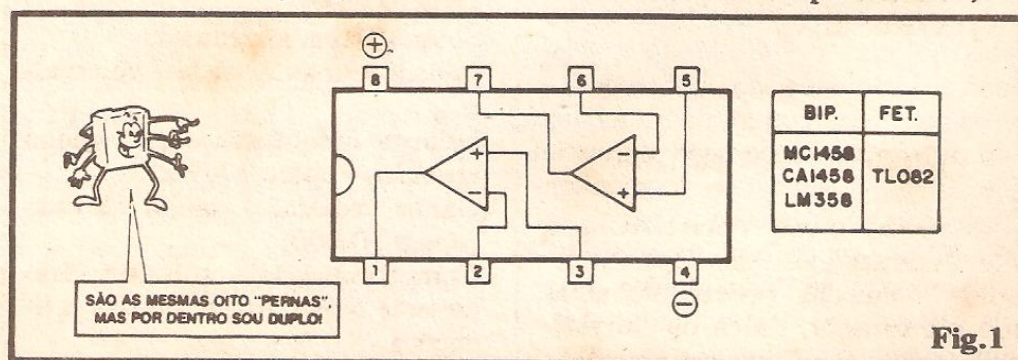 ⊕
8 7 6 5
BIP. FET.
MC1458
CA1458 TL082
LM358
+
−
+
1 2 3 4
⊖
SÃO AS MESMAS OITO "PERNAS",
MAS POR DENTRO SOU DUPLO!
Fig.1